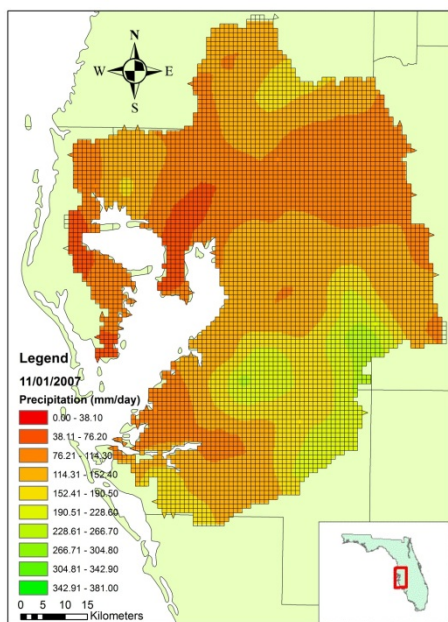 N
W E
S
Legend
11/01/2007
Precipitation (mm/day)
0.00 - 38.10
38.11 - 76.20
76.21 - 114.30
114.31 - 152.40
152.41 - 190.50
190.51 - 228.60
228.61 - 266.70
266.71 - 304.80
304.81 - 342.90
342.91 - 381.00
0 5 10 15
Kilometers